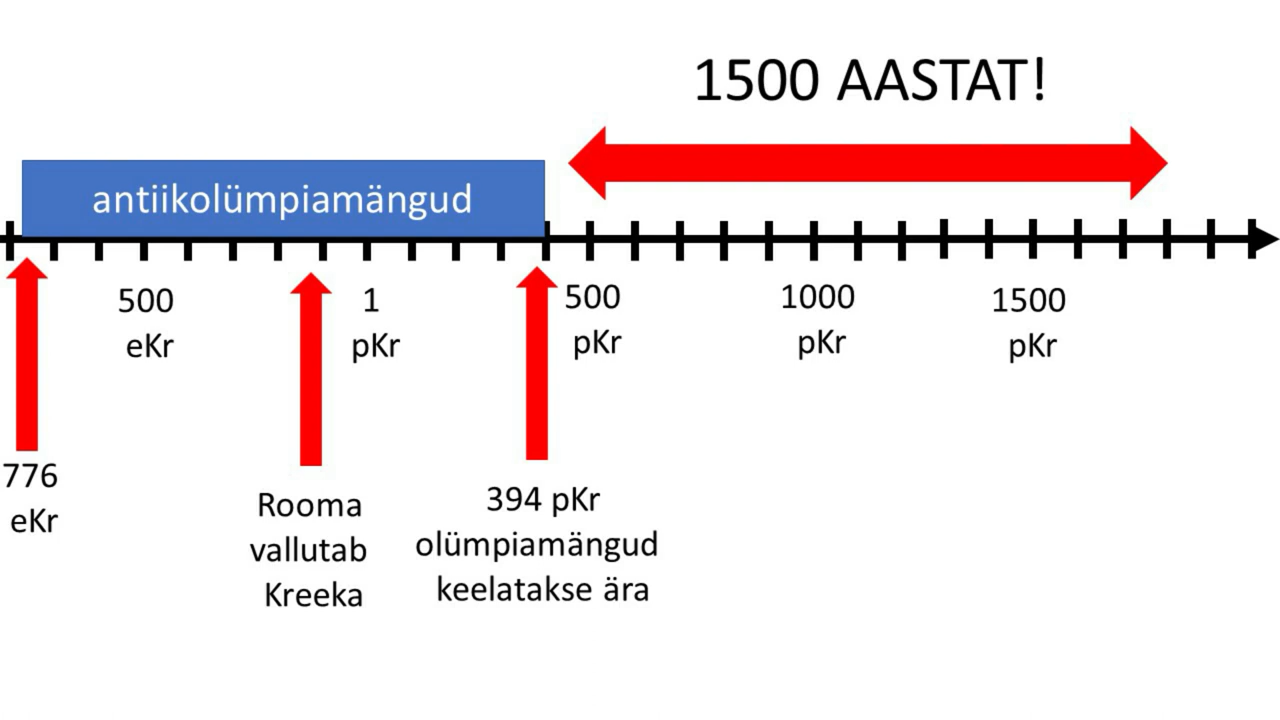 1500 AASTAT!
antiikolümpiamängud
500
eKr
1
pKr
500
pKr
1000
pKr
1500
pKr
776
eKr
Rooma
vallutab
Kreeka
394 pKr
olümpiamängud
keelatakse ära